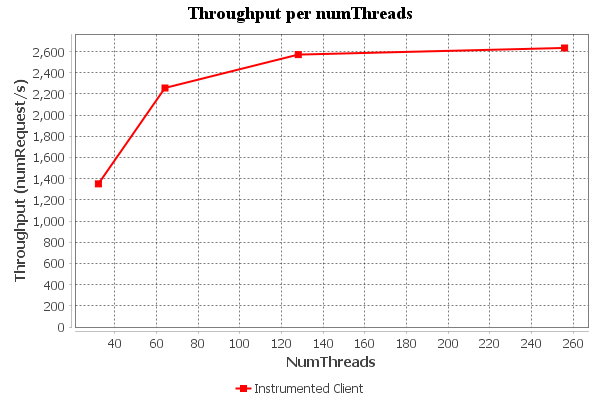 Throughput per numThreads
Throughput (numRequest/s)
2,600
2,400
2,200
2,000
1,800
1,600
1,400
1,200
1,000
800
600
400
200
0
40 60 80 100 120 140 160 180 200 220 240 260
NumThreads
Instrumented Client